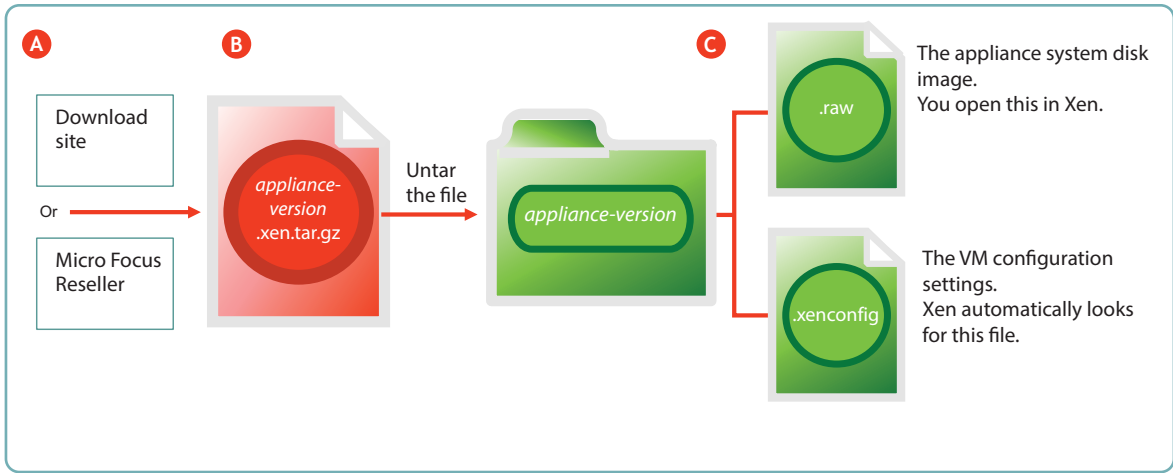 A
B
C
Download
site
Or
Micro Focus
Reseller
appliance-
version
.xen.tar.gz
Untar
the file
appliance-version
.raw
The appliance system disk
image.
You open this in Xen.
.xenconfig
The VM configuration
settings.
Xen automatically looks
for this file.